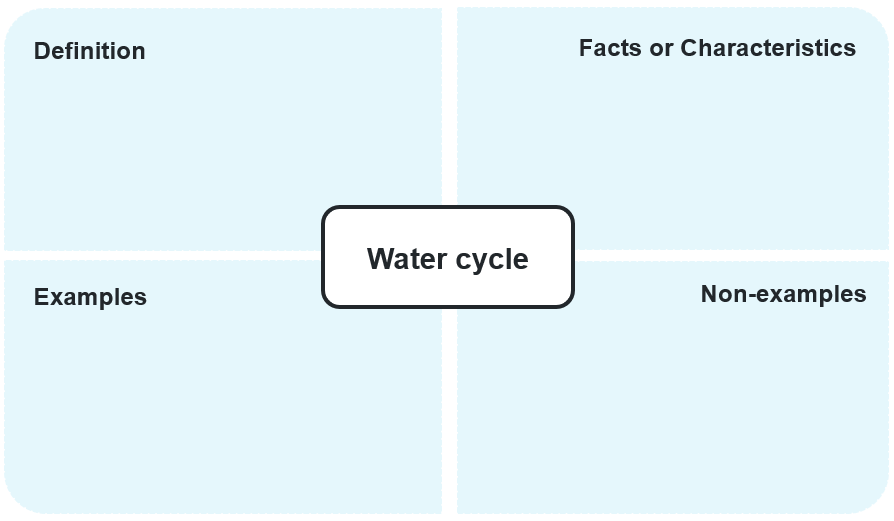 Definition
Facts or Characteristics
Water cycle
Examples
Non-examples